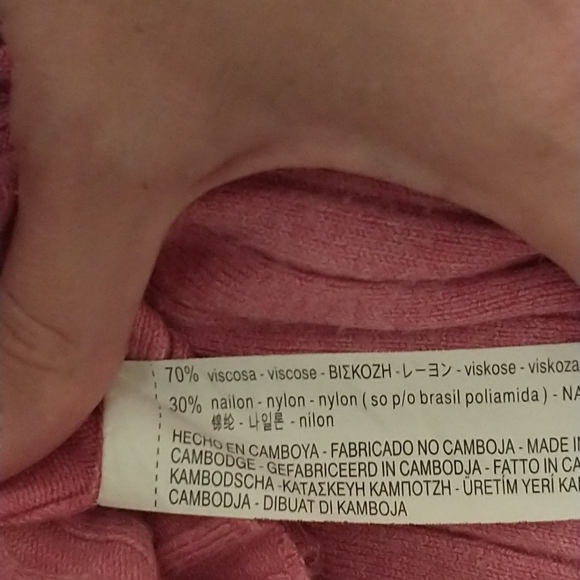 70% viscosa - viscose - ΒΙΣΚΟΖΗ - レーヨン - viskose - viskoza
30% nailon - nylon - nylon ( so p/o brasil poliamida ) - NA
锦纶 - 나일론 - nilon
HECHO EN CAMBOYA - FABRICADO NO CAMBOJA - MADE IN
CAMBODGE - GEFABRICEERD IN CAMBODJA - FATTO IN CA
KAMBODSCHA -ΚΑΤΑΣΚΕΥΗ ΚΑΜΠΟΤΖΗ - ÜRETİM YERİ KA
CAMBODJA - DIBUAT DI KAMBOJA